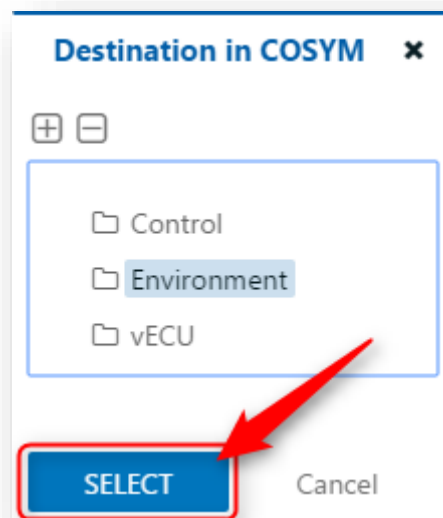 Destination in COSYM
Control
Environment
vECU
SELECT Cancel